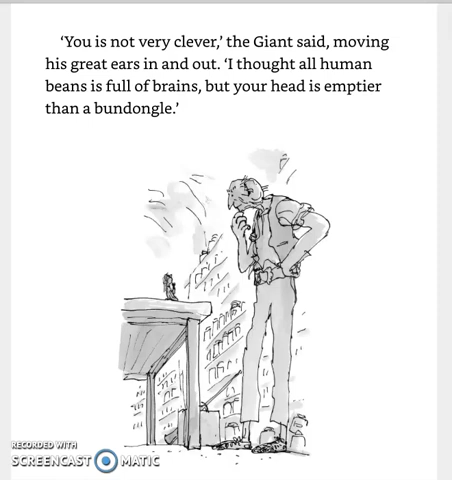 ‘You is not very clever,’ the Giant said, moving
his great ears in and out. ‘I thought all human
beans is full of brains, but your head is emptier
than a bundongle.’
RECORDED WITH
SCREENCAST MATIC